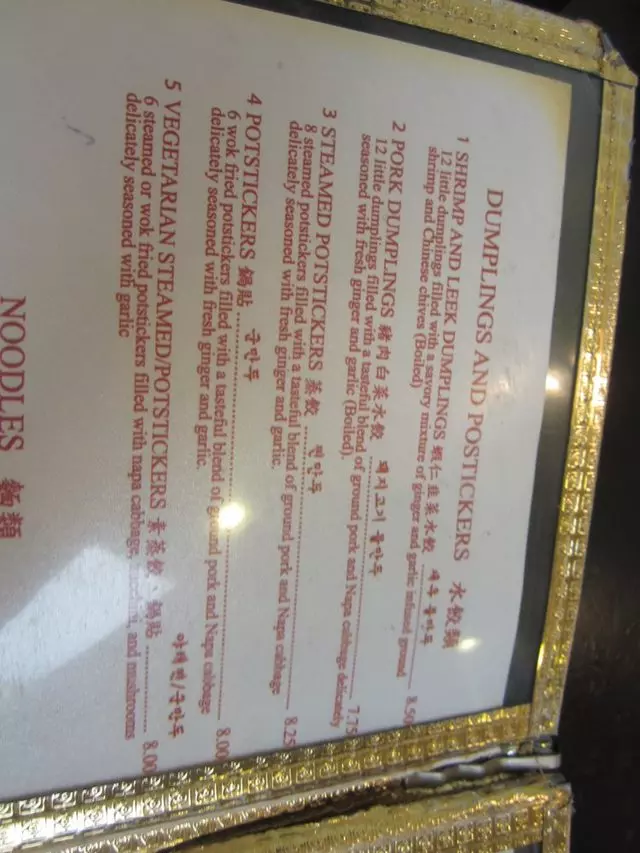 DUMPLINGS AND POSTICKERS 水餃類
1 SHRIMP AND LEEK DUMPLINGS 蝦仁韭菜水餃 새우물만두 8.50
12 little dumplings filled with a savory mixture of ginger and garlic infused ground
shrimp and Chinese chives (Boiled)
2 PORK DUMPLINGS 豬肉白菜水餃 돼지고기물만두 7.75
12 little dumplings filled with a tasteful blend of ground pork and Napa cabbage delicately
seasoned with fresh ginger and garlic (Boiled).
3 STEAMED POTSTICKERS 蒸餃 찐만두 8.25
8 steamed potstickers filled with a tasteful blend of ground pork and Napa cabbage
delicately seasoned with fresh ginger and garlic.
4 POTSTICKERS 鍋貼 군만두 8.00
6 wok fried potstickers filled with a tasteful blend of ground pork and Napa cabbage
delicately seasoned with fresh ginger and garlic.
5 VEGETARIAN STEAMED/POTSTICKERS 素蒸餃、鍋貼 야채찐/군만두 8.00
6 steamed or wok fried potstickers filled with napa cabbage, and mushrooms
delicately seasoned with garlic
NOODLES 麵類